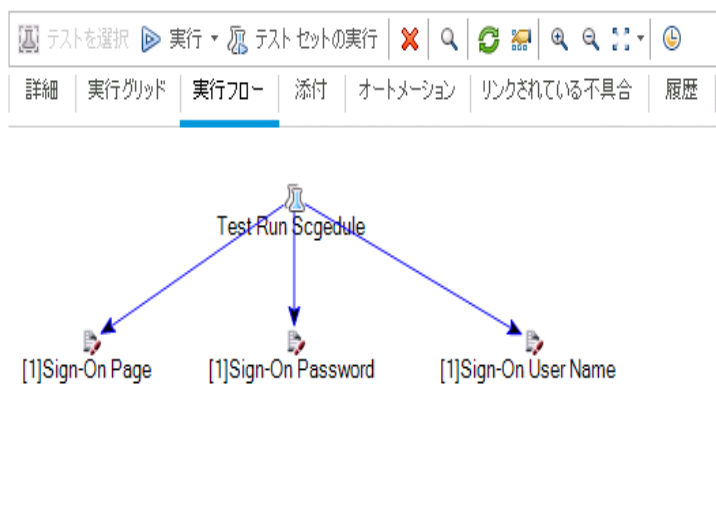 テストを選択 実行 テスト セットの実行
詳細 実行グリッド 実行フロー 添付 オートメーション リンクされている不具合 履歴
Test Run Scgedule
[1]Sign-On Page [1]Sign-On Password [1]Sign-On User Name